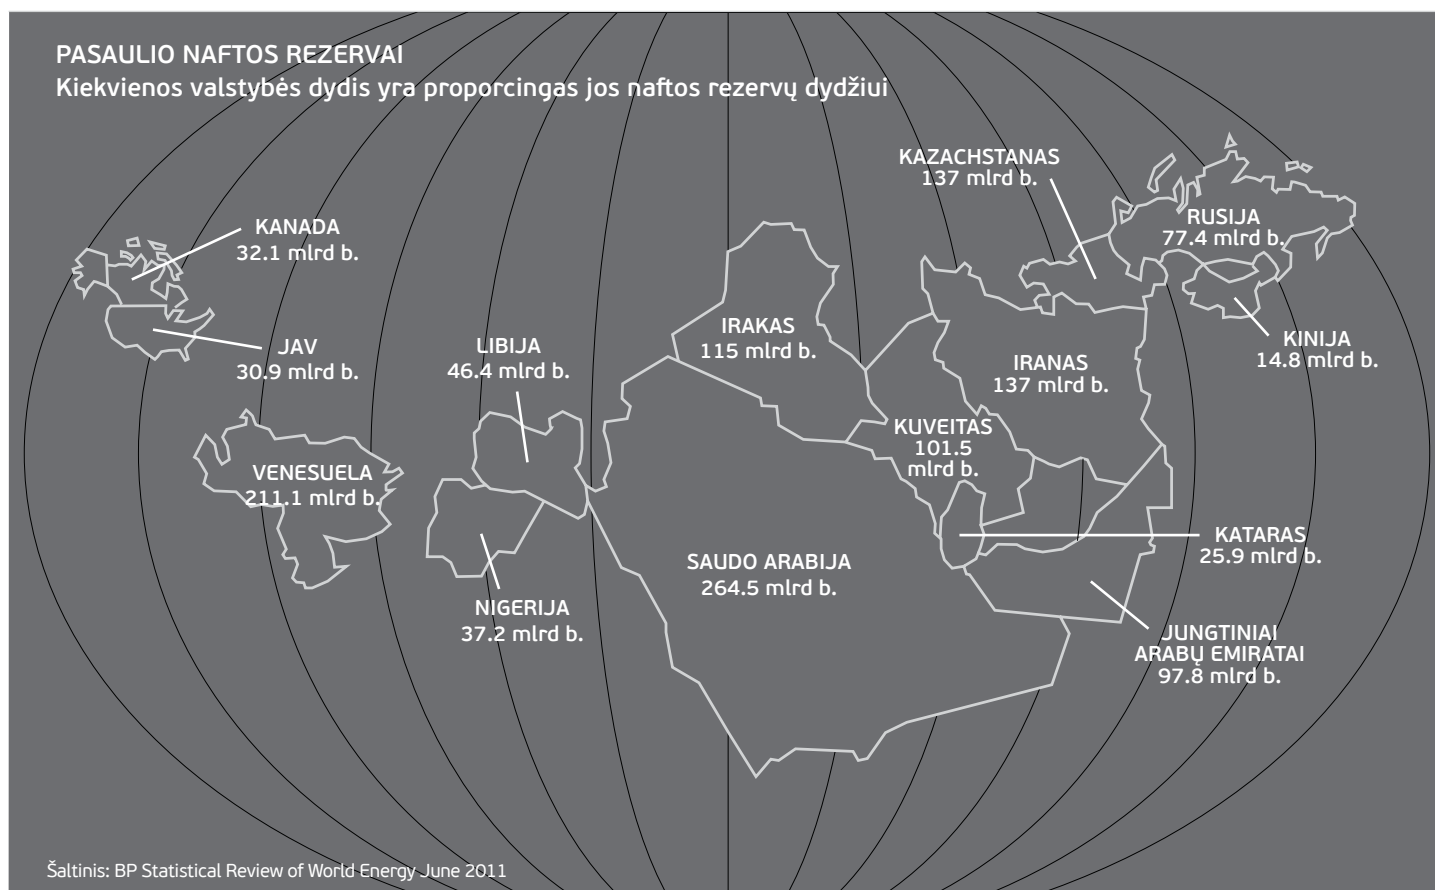 PASAULIO NAFTOS REZERVAI
Kiekvienos valstybės dydis yra proporcingas jos naftos rezervų dydžiui
KAZACHSTANAS
137 mlrd b.
RUSIJA
77.4 mlrd b.
KANADA
32.1 mlrd b.
IRAKAS
115 mlrd b.
KINIJA
14.8 mlrd b.
JAV
30.9 mlrd b.
LIBIJA
46.4 mlrd b.
IRANAS
137 mlrd b.
KUVEITAS
101.5
mlrd b.
VENESUELA
211.1 mlrd b.
KATARAS
25.9 mlrd b.
SAUDO ARABIJA
264.5 mlrd b.
NIGERIJA
37.2 mlrd b.
JUNGTINIAI
ARABŲ EMIRATAI
97.8 mlrd b.
Šaltinis: BP Statistical Review of World Energy June 2011